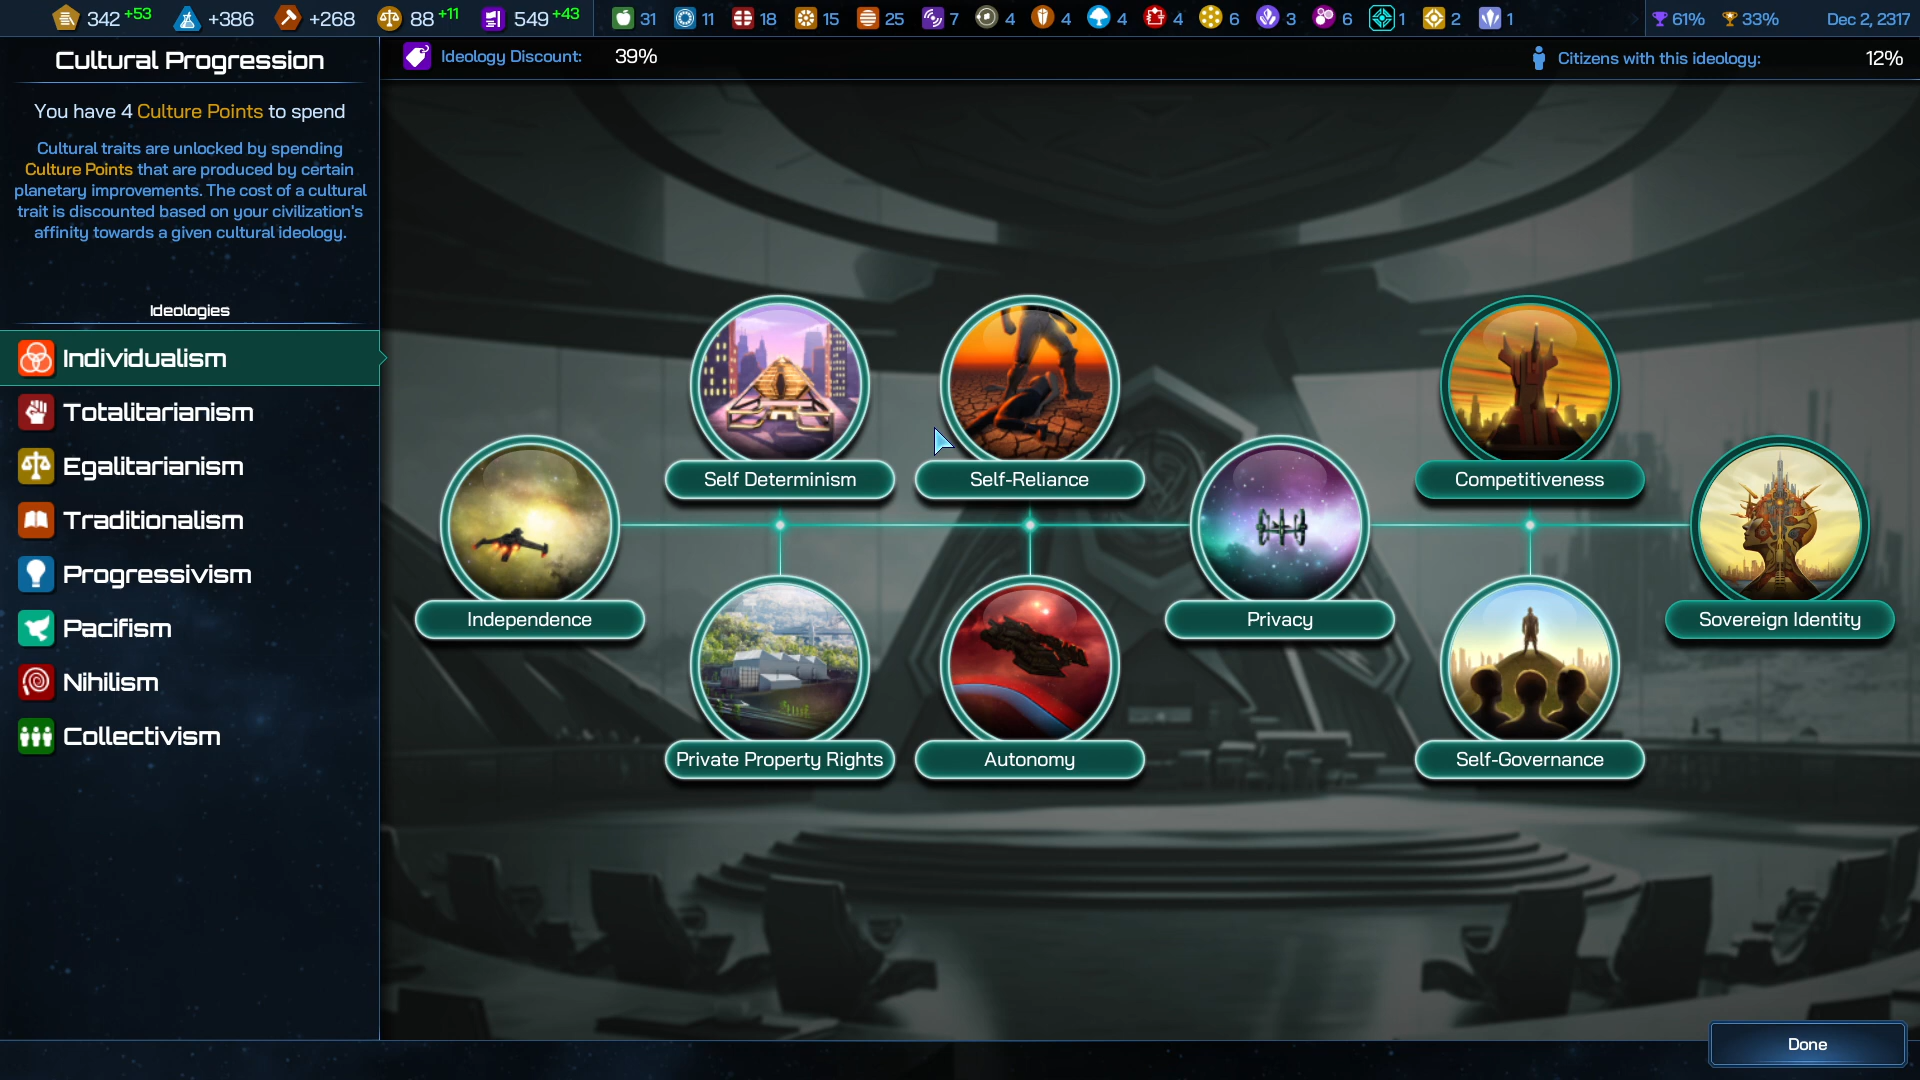 342 +53 +386 +268 88 +11 549 +43 31 11 18 15 25 7 4 4 4 4 6 3 6 1 2 1 61% 33% Dec 2, 2317
Cultural Progression
Ideology Discount: 39%
Citizens with this ideology: 12%
You have 4 Culture Points to spend
Cultural traits are unlocked by spending
Culture Points that are produced by certain
planetary improvements. The cost of a cultural
trait is discounted based on your civilization's
affinity towards a given cultural ideology.
Ideologies
Individualism
Totalitarianism
Egalitarianism
Traditionalism
Progressivism
Pacifism
Nihilism
Collectivism
Self Determinism
Self-Reliance
Competitiveness
Independence
Privacy
Sovereign Identity
Private Property Rights
Autonomy
Self-Governance
Done